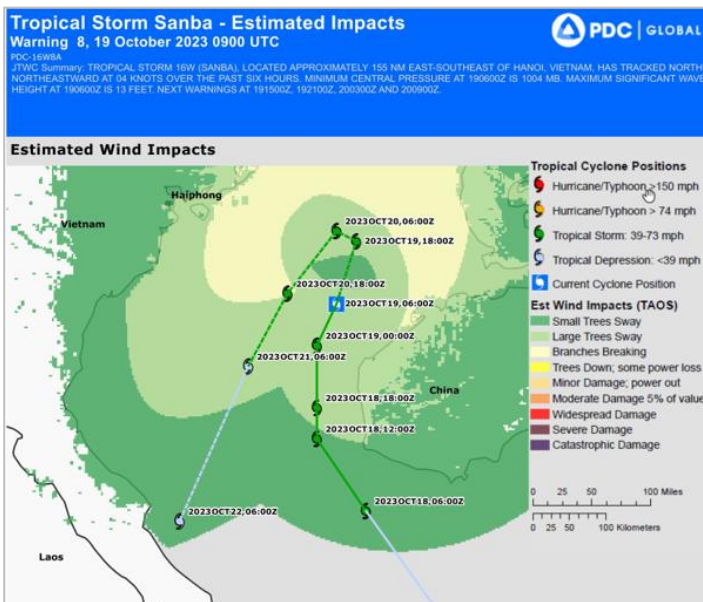 Tropical Storm Sanba - Estimated Impacts
Warning 8, 19 October 2023 0900 UTC
PDC-16W8A
JTWC Summary: TROPICAL STORM 16W (SANBA), LOCATED APPROXIMATELY 155 NM EAST-SOUTHEAST OF HANOI, VIETNAM, HAS TRACKED NORTH
NORTHEASTWARD AT 04 KNOTS OVER THE PAST SIX HOURS. MINIMUM CENTRAL PRESSURE AT 190600Z IS 1004 MB. MAXIMUM SIGNIFICANT WAVE
HEIGHT AT 190600Z IS 13 FEET. NEXT WARNINGS AT 191500Z, 192100Z, 200300Z AND 200900Z.
PDC GLOBAL
Estimated Wind Impacts
Haiphong
Vietnam
2023OCT20,06:00Z
2023OCT19,18:00Z
2023OCT20,18:00Z
2023OCT19,06:00Z
2023OCT19,00:00Z
2023OCT21,06:00Z
China
2023OCT18,18:00Z
2023OCT18,12:00Z
2023OCT18,06:00Z
2023OCT22,06:00Z
Laos
Tropical Cyclone Positions
Hurricane/Typhoon >150 mph
Hurricane/Typhoon > 74 mph
Tropical Storm: 39-73 mph
Tropical Depression: <39 mph
Current Cyclone Position
Est Wind Impacts (TAOS)
Small Trees Sway
Large Trees Sway
Branches Breaking
Trees Down; some power loss
Minor Damage; power out
Moderate Damage 5% of value
Widespread Damage
Severe Damage
Catastrophic Damage
0 25 50 100 Miles
0 25 50 100 Kilometers